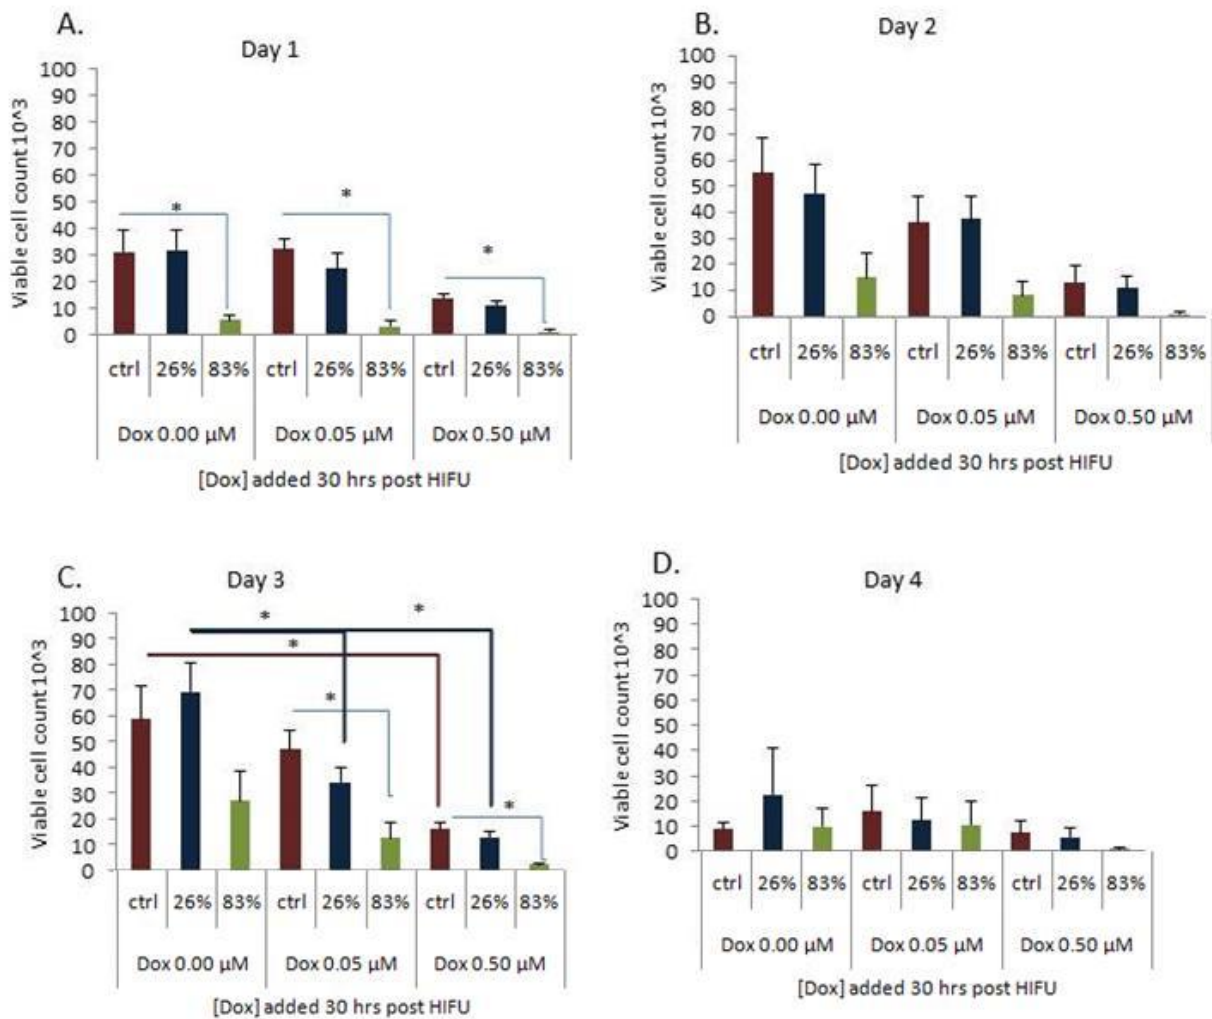 A.
Day 1
Viable cell count 10^3
100
90
80
70
60
50
40
30
20
10
0
*
*
*
ctrl 26% 83% ctrl 26% 83% ctrl 26% 83%
Dox 0.00 μM Dox 0.05 μM Dox 0.50 μM
[Dox] added 30 hrs post HIFU
B.
Day 2
Viable cell count 10^3
100
90
80
70
60
50
40
30
20
10
0
ctrl 26% 83% ctrl 26% 83% ctrl 26% 83%
Dox 0.00 μM Dox 0.05 μM Dox 0.50 μM
[Dox] added 30 hrs post HIFU
C.
Day 3
Viable cell count 10^3
100
90
80
70
60
50
40
30
20
10
0
*
*
*
*
*
ctrl 26% 83% ctrl 26% 83% ctrl 26% 83%
Dox 0.00 μM Dox 0.05 μM Dox 0.50 μM
[Dox] added 30 hrs post HIFU
D.
Day 4
Viable cell count 10^3
100
90
80
70
60
50
40
30
20
10
0
ctrl 26% 83% ctrl 26% 83% ctrl 26% 83%
Dox 0.00 μM Dox 0.05 μM Dox 0.50 μM
[Dox] added 30 hrs post HIFU